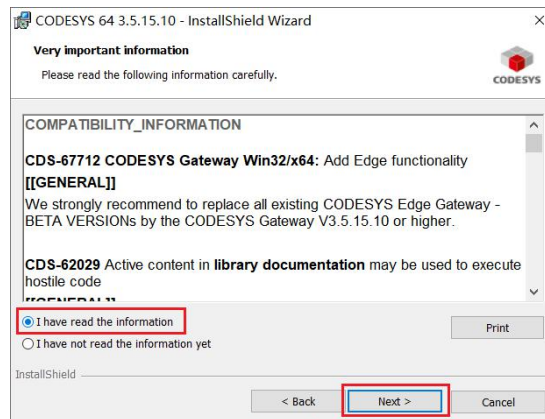 CODESYS 64 3.5.15.10 - InstallShield Wizard
Very important information
Please read the following information carefully.
CODESYS
COMPATIBILITY_INFORMATION
CDS-67712 CODESYS Gateway Win32/x64: Add Edge functionality
[[GENERAL]]
We strongly recommend to replace all existing CODESYS Edge Gateway -
BETA VERSIONs by the CODESYS Gateway V3.5.15.10 or higher.
CDS-62029 Active content in library documentation may be used to execute
hostile code
[[GENERAL]]
I have read the information
Print
I have not read the information yet
InstallShield
< Back
Next >
Cancel